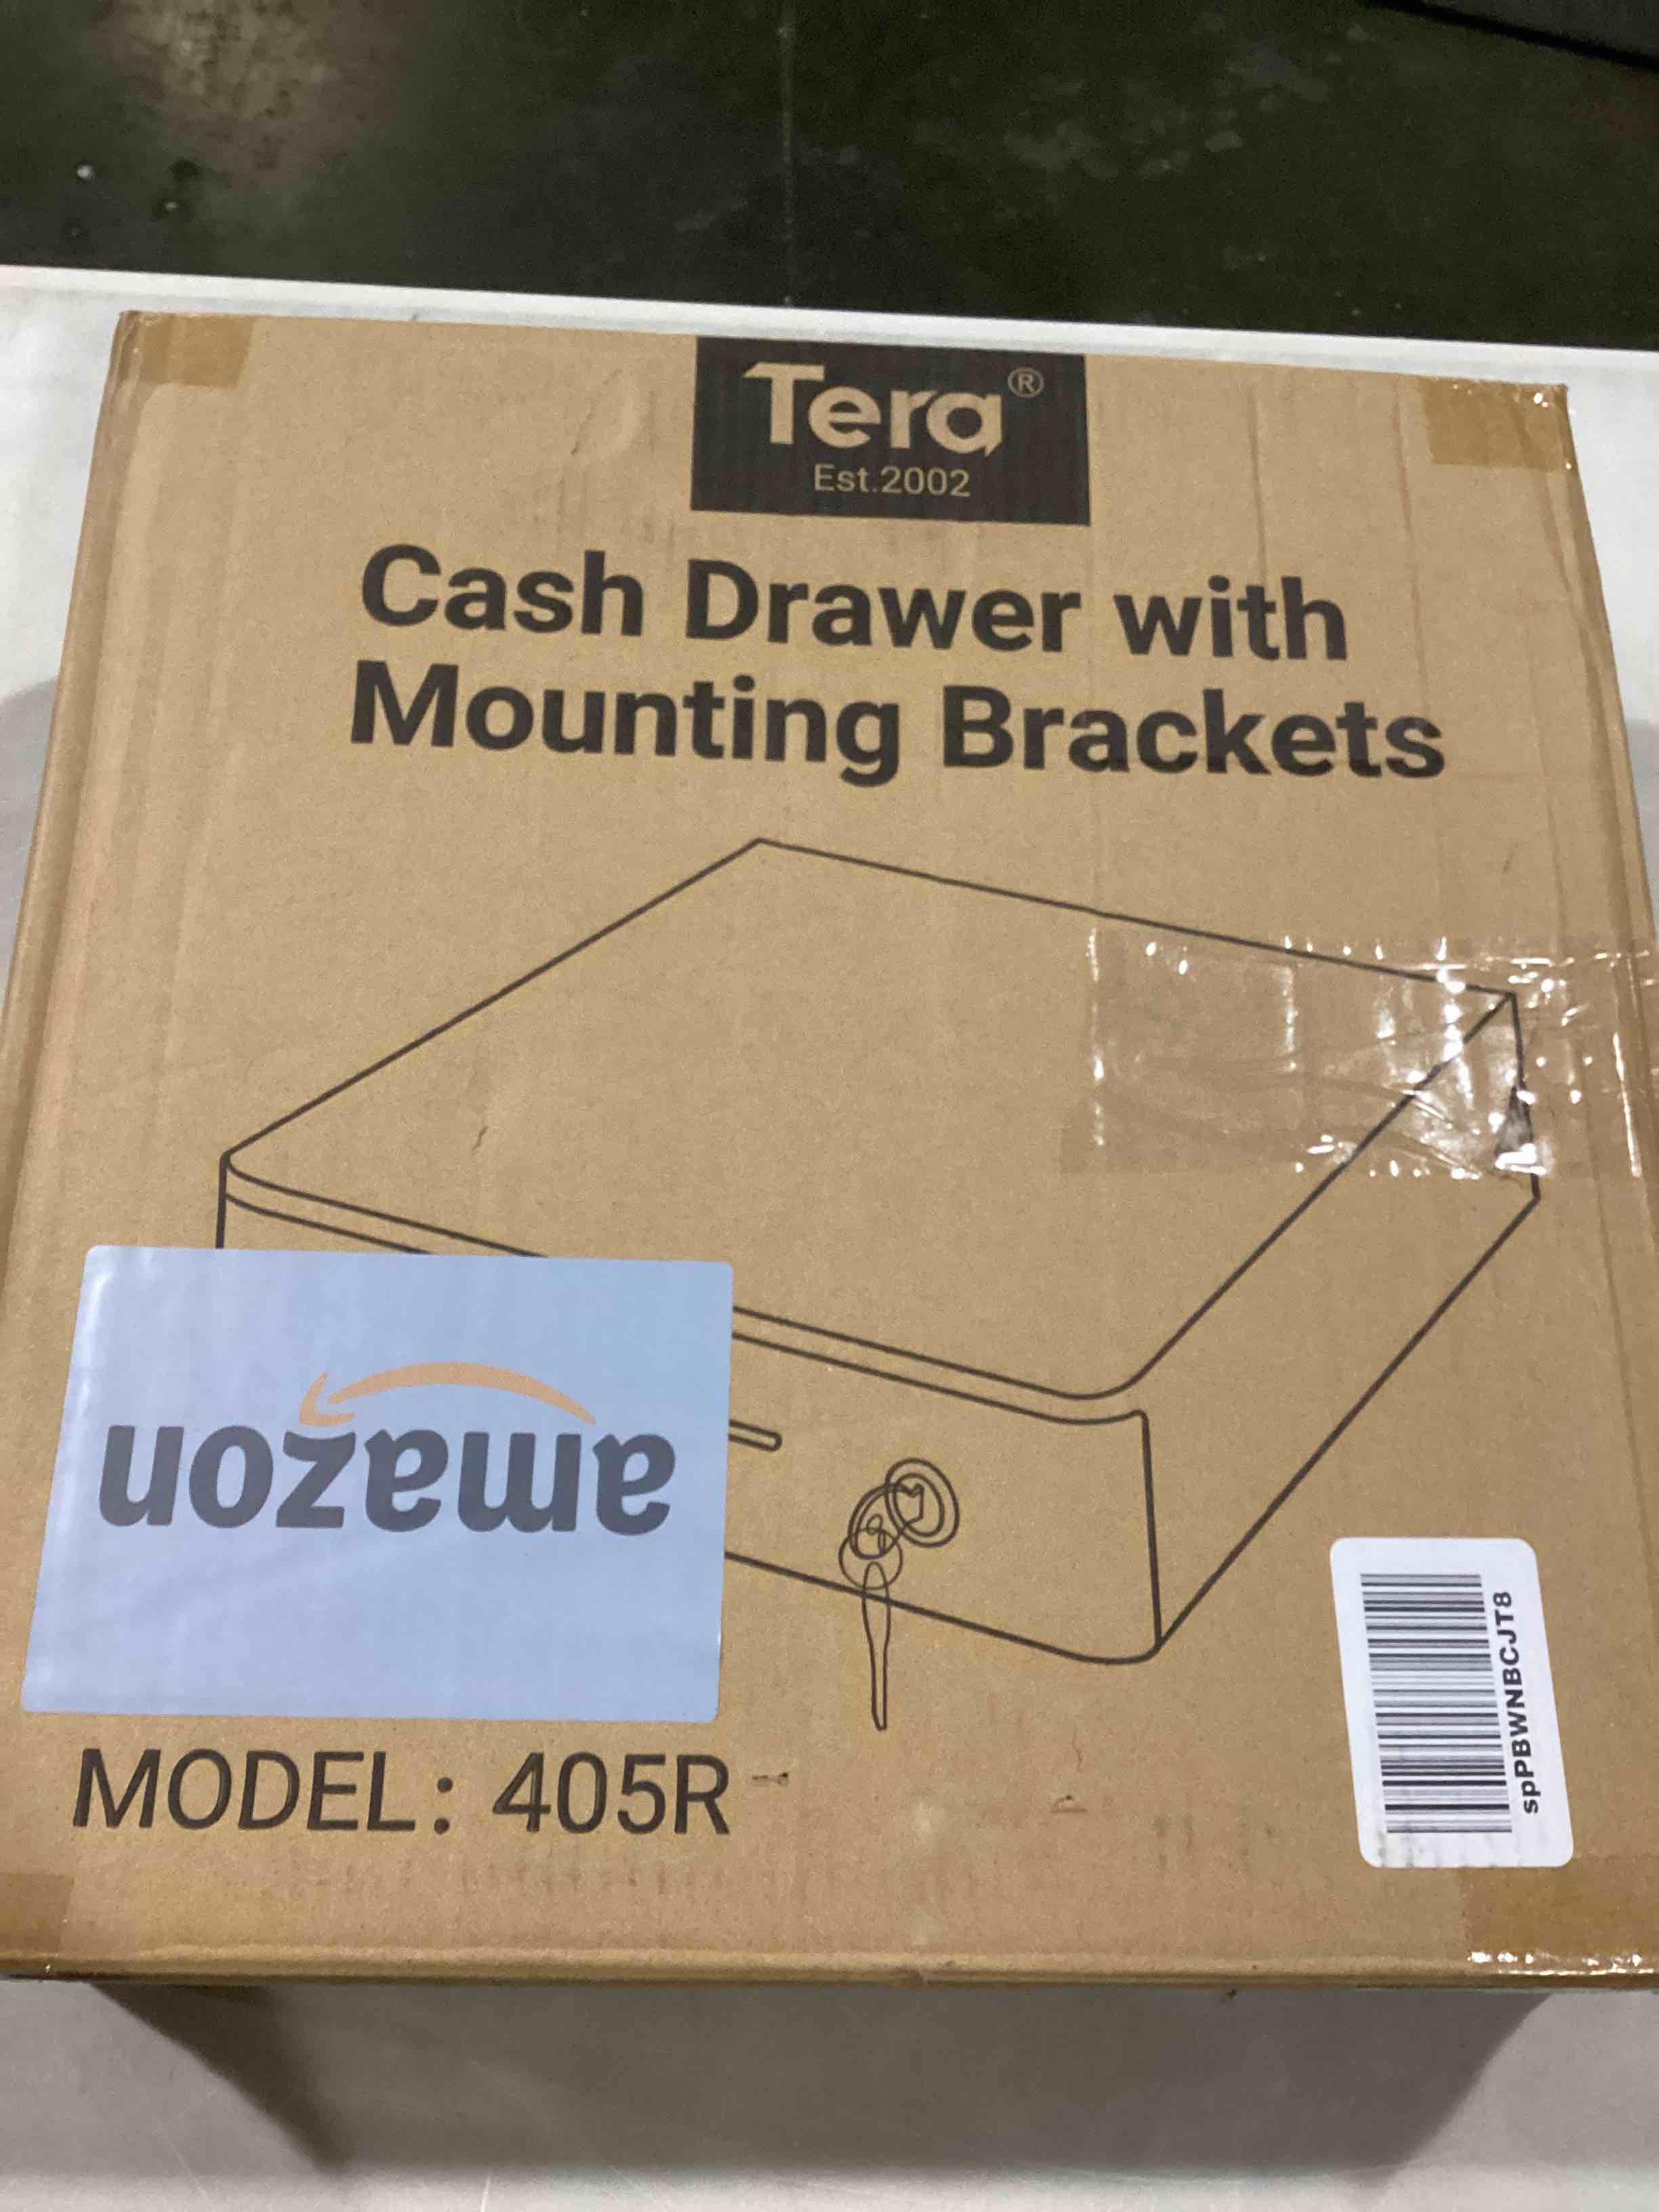 Tera®
Est.2002
Cash Drawer with
Mounting Brackets
amazon
MODEL: 405R
spPBWNBCJT8